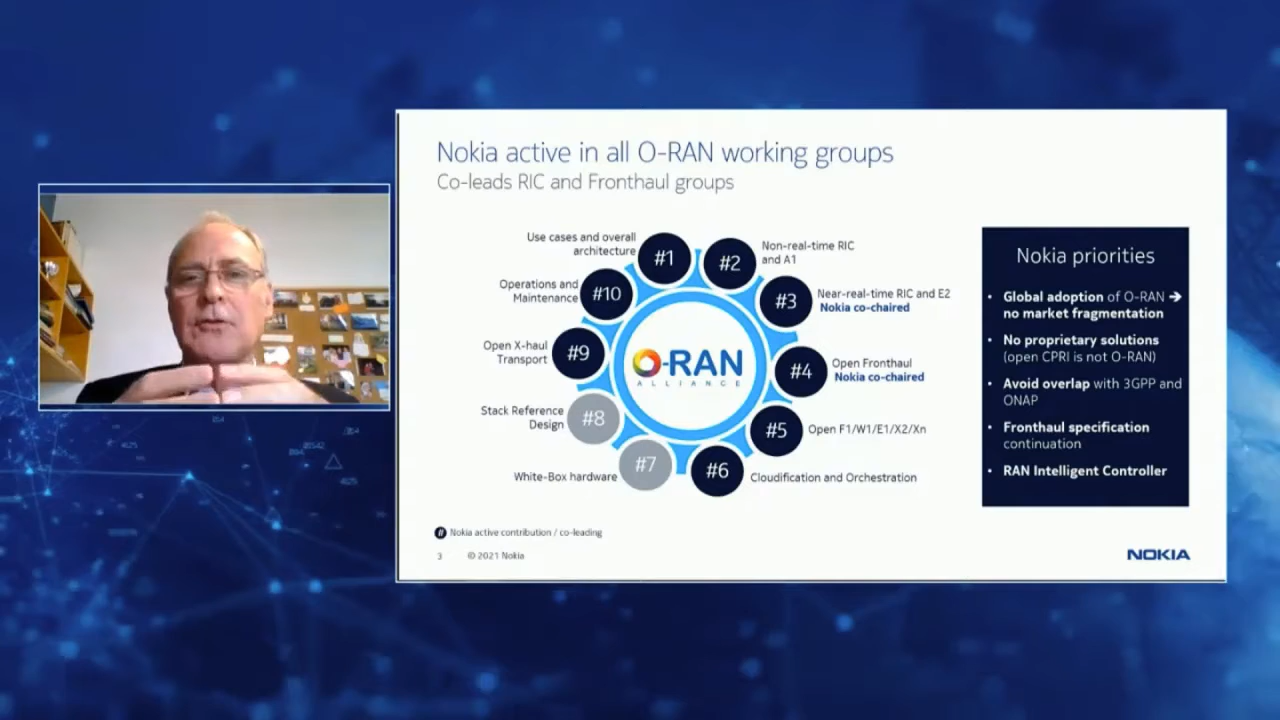 Nokia active in all O-RAN working groups
Co-leads RIC and Fronthaul groups
Use cases and overall
architecture
#1
#2
Non-real-time RIC
and A1
Operations and
Maintenance
#10
#3
Near-real-time RIC and E2
Nokia co-chaired
Open X-haul
Transport
#9
O-RAN
ALLIANCE
#4
Open Fronthaul
Nokia co-chaired
Stack Reference
Design
#8
#5
Open F1/W1/E1/X2/Xn
White-Box hardware
#7
#6
Cloudification and Orchestration
Nokia priorities
• Global adoption of O-RAN ➔
no market fragmentation
• No proprietary solutions
(open CPRI is not O-RAN)
• Avoid overlap with 3GPP and
ONAP
• Fronthaul specification
continuation
• RAN Intelligent Controller
# Nokia active contribution / co-leading
3 © 2021 Nokia
NOKIA